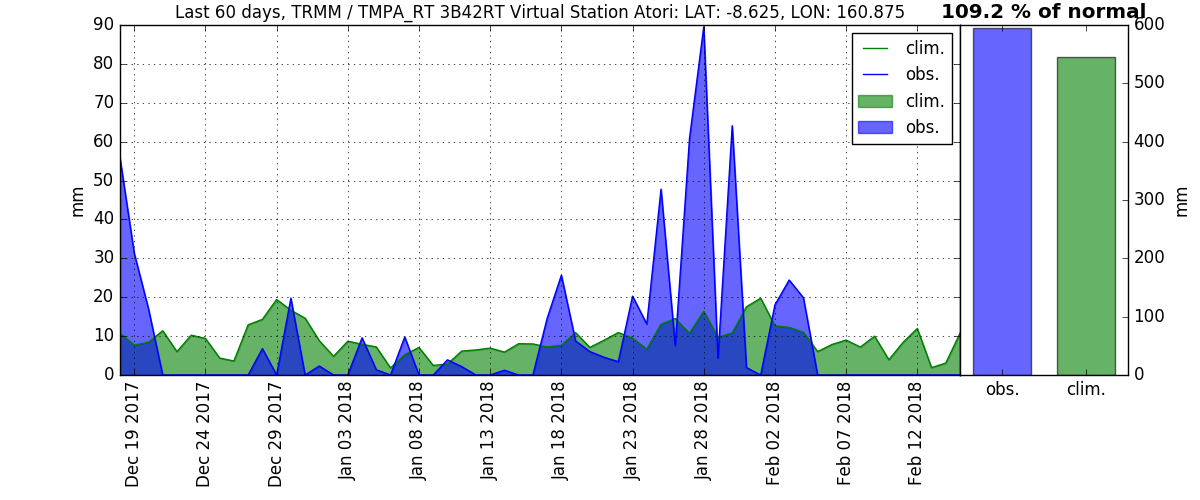 Last 60 days, TRMM / TMPA_RT 3B42RT Virtual Station Atori: LAT: -8.625, LON: 160.875
109.2 % of normal
90
80
70
60
50
40
30
20
10
0
mm
clim.
obs.
clim.
obs.
600
500
400
300
200
100
0
mm
obs.
clim.
Dec 19 2017
Dec 24 2017
Dec 29 2017
Jan 03 2018
Jan 08 2018
Jan 13 2018
Jan 18 2018
Jan 23 2018
Jan 28 2018
Feb 02 2018
Feb 07 2018
Feb 12 2018